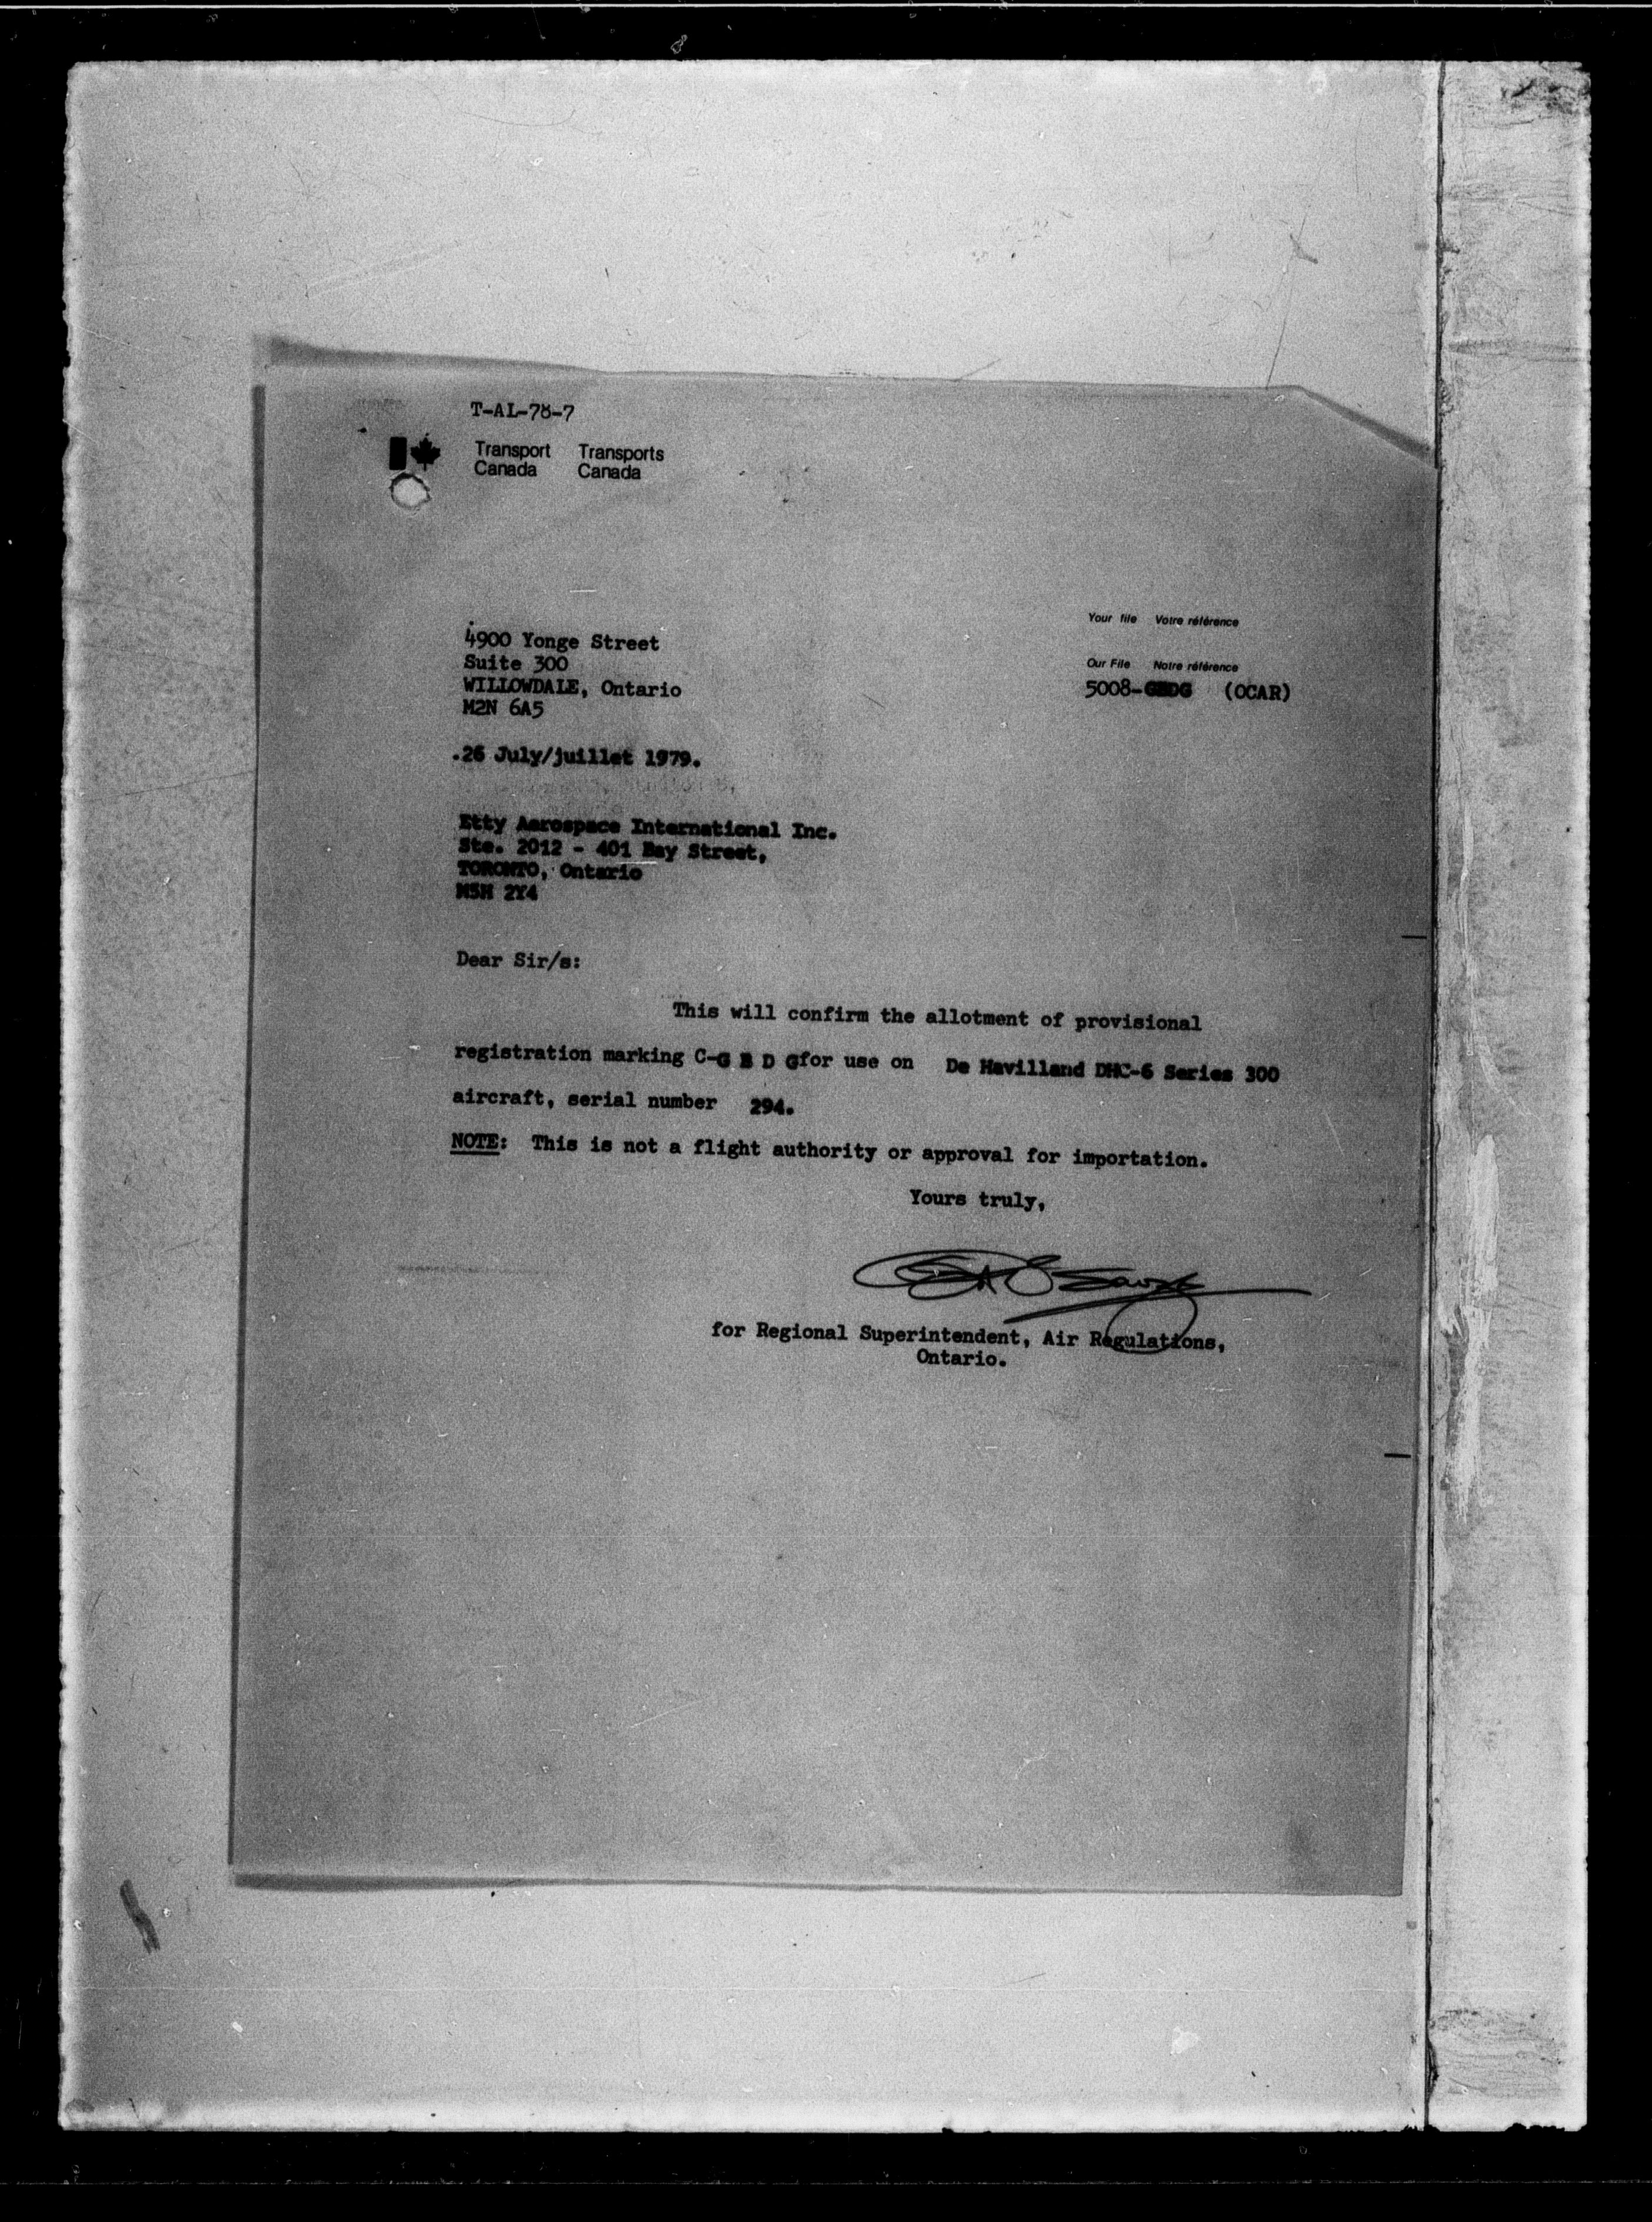 T-AL-78-7
Transport Canada Transports Canada
Your file Votre référence
Our File Notre référence
5008-GBDG (OCAR)
4900 Yonge Street
Suite 300
WILLOWDALE, Ontario
M2N 6A5
.26 July/juillet 1979.
Etty Aerospace International Inc.
Ste. 2012 - 401 Bay Street,
TORONTO, Ontario
M5H 2Y4
Dear Sir/s:
This will confirm the allotment of provisional
registration marking C-G B D G for use on De Havilland DHC-6 Series 300
aircraft, serial number 294.
NOTE: This is not a flight authority or approval for importation.
Yours truly,
for Regional Superintendent, Air Regulations,
Ontario.